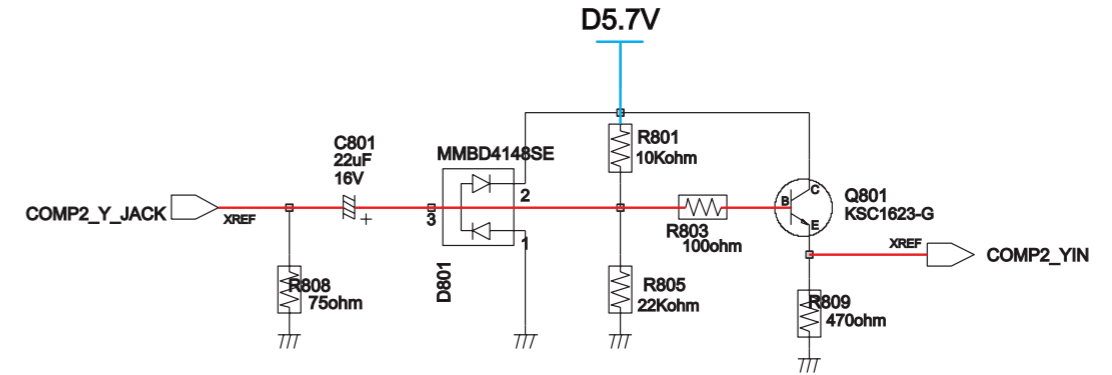 D5.7V
C801
22uF
16V
MMBD4148SE
R801
10Kohm
2
C
Q801
KSC1623-G
COMP2_Y_JACK
XREF
+
3
B
R803
100ohm
E
1
XREF
COMP2_YIN
D801
R808
75ohm
R805
22Kohm
R809
470ohm